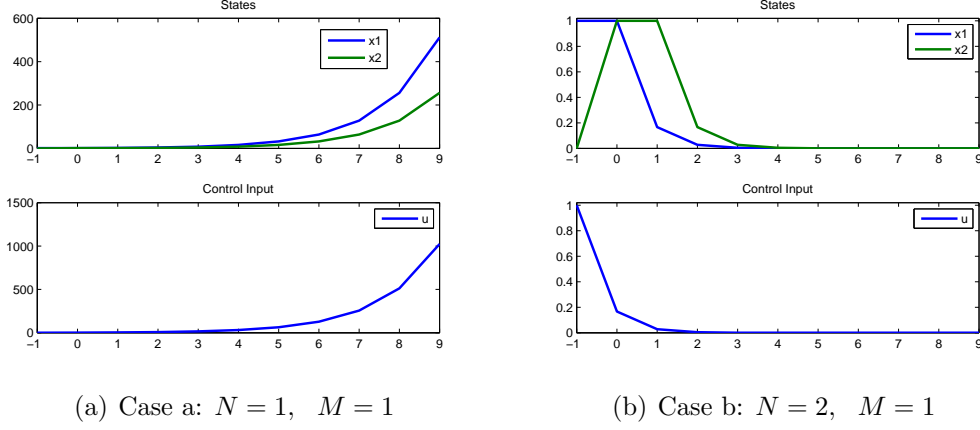 States
600
400
200
0
x1
x2
−1 0 1 2 3 4 5 6 7 8 9
Control Input
1500
1000
500
0
u
−1 0 1 2 3 4 5 6 7 8 9
(a) Case a: N = 1, M = 1
States
1
0.8
0.6
0.4
0.2
0
x1
x2
−1 0 1 2 3 4 5 6 7 8 9
Control Input
1
0.8
0.6
0.4
0.2
0
u
−1 0 1 2 3 4 5 6 7 8 9
(b) Case b: N = 2, M = 1